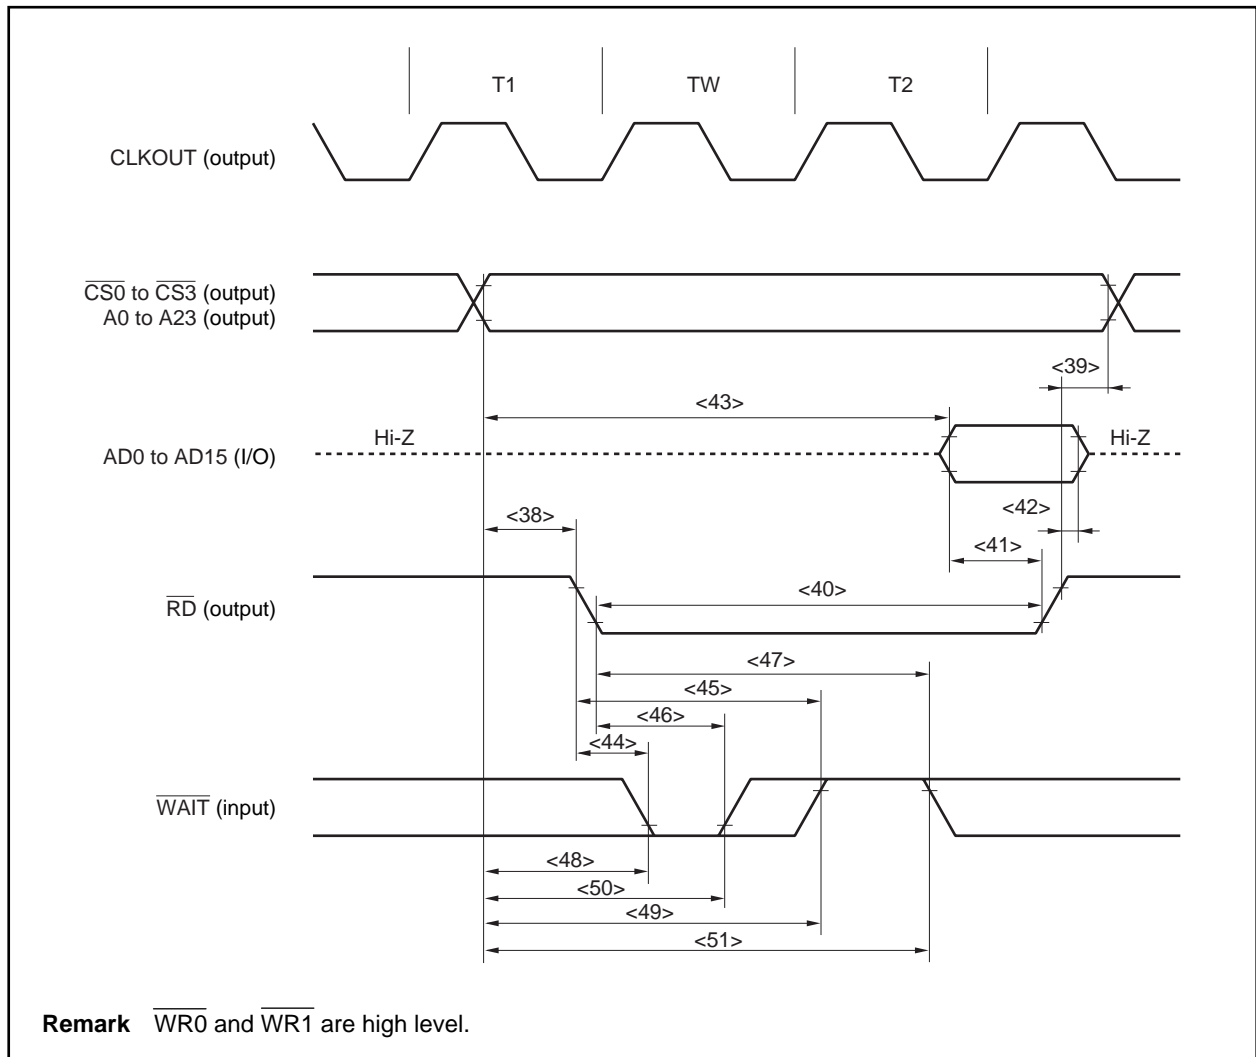 T1 TW T2
CLKOUT (output)
CS0 to CS3 (output)
A0 to A23 (output)
<39>
<43>
Hi-Z Hi-Z
AD0 to AD15 (I/O)
<42>
<38>
<41>
<40>
RD (output)
<47>
<45>
<46>
<44>
WAIT (input)
<48>
<50>
<49>
<51>
Remark WR0 and WR1 are high level.